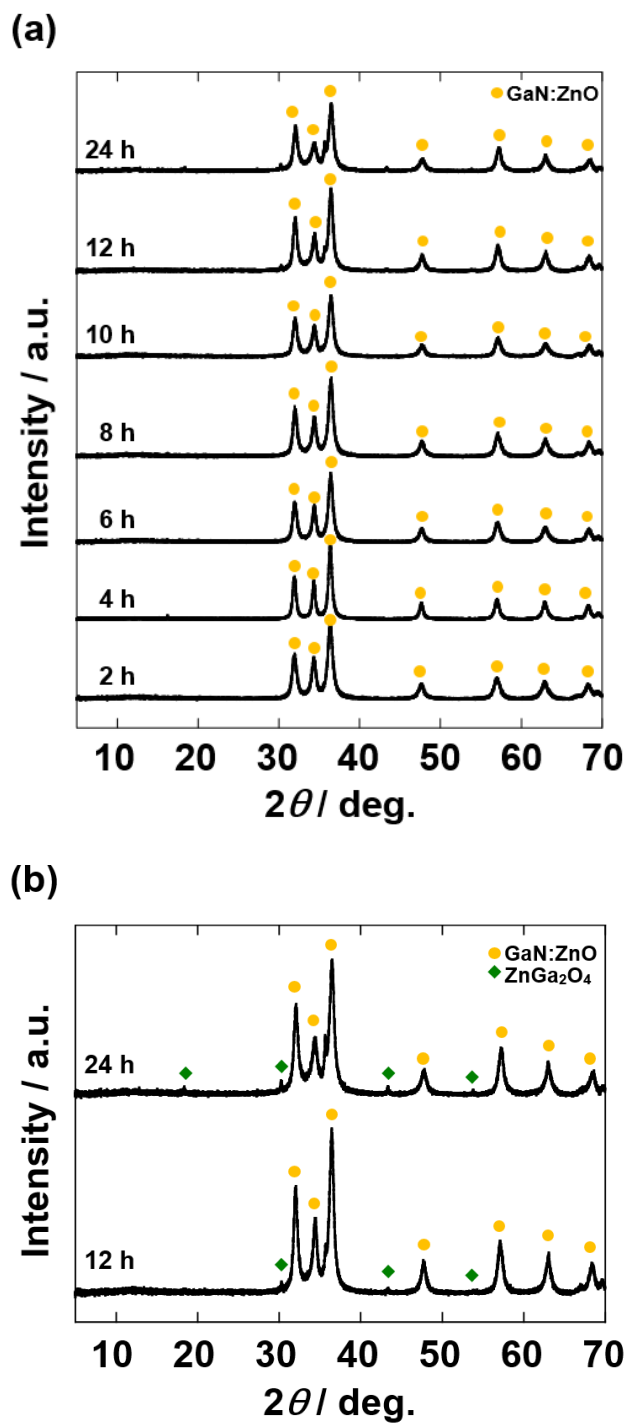 (a)
GaN:ZnO
24 h
12 h
10 h
8 h
6 h
4 h
2 h
Intensity / a.u.
10 20 30 40 50 60 70
2θ / deg.
(b)
GaN:ZnO
ZnGa₂O₄
24 h
12 h
Intensity / a.u.
10 20 30 40 50 60 70
2θ / deg.